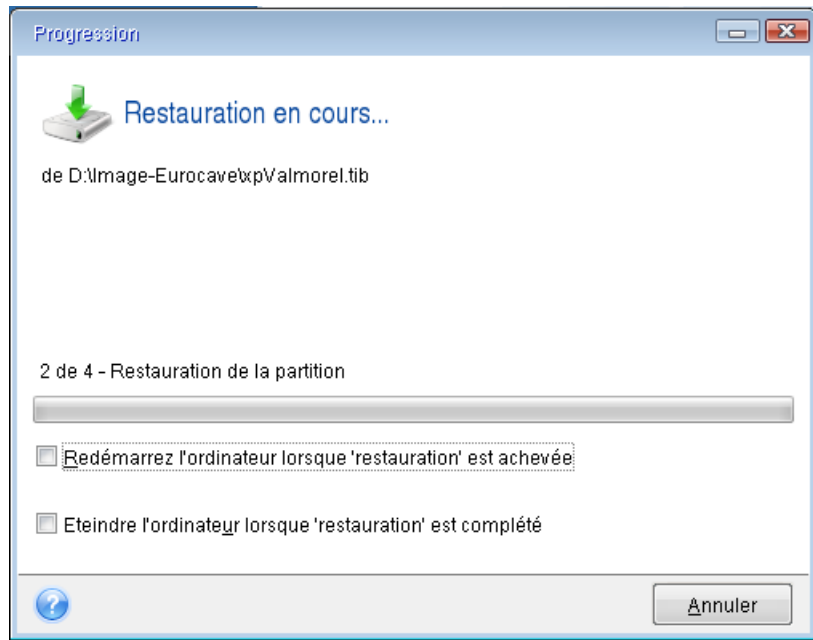 Progression
Restauration en cours...
de D:\Image-Eurocave\xpValmorel.tib
2 de 4 - Restauration de la partition
Redémarrez l'ordinateur lorsque 'restauration' est achevée
Eteindre l'ordinateur lorsque 'restauration' est complété
?
Annuler